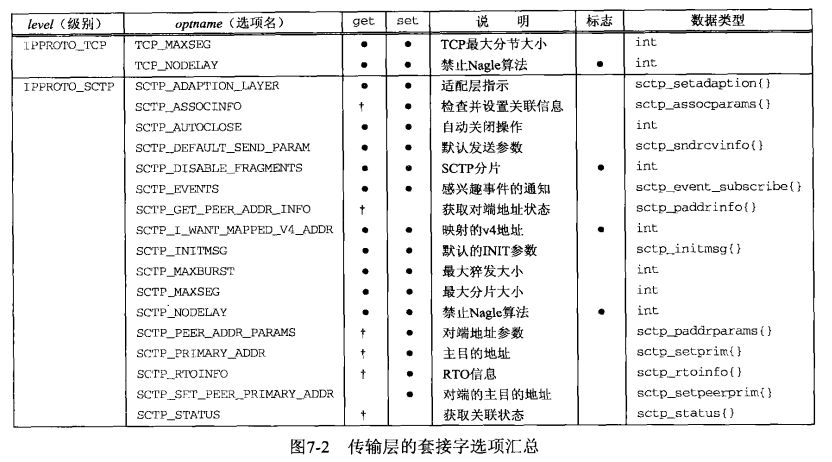 level（级别） optname（选项名） get set 说 明 标志 数据类型
IPPROTO_TCP TCP_MAXSEG ● ● TCP最大分节大小 int
TCP_NODELAY ● ● 禁止Nagle算法 ● int
IPPROTO_SCTP SCTP_ADAPTION_LAYER ● ● 适配层指示 sctp_setadaption{}
SCTP_ASSOCINFO † ● 检查并设置关联信息 sctp_assocparams{}
SCTP_AUTOCLOSE ● ● 自动关闭操作 int
SCTP_DEFAULT_SEND_PARAM ● ● 默认发送参数 sctp_sndrcvinfo{}
SCTP_DISABLE_FRAGMENTS ● ● SCTP分片 ● int
SCTP_EVENTS ● ● 感兴趣事件的通知 sctp_event_subscribe{}
SCTP_GET_PEER_ADDR_INFO † 获取对端地址状态 sctp_paddrinfo{}
SCTP_I_WANT_MAPPED_V4_ADDR ● ● 映射的v4地址 ● int
SCTP_INITMSG ● ● 默认的INIT参数 sctp_initmsg{}
SCTP_MAXBURST ● ● 最大猝发大小 int
SCTP_MAXSEG ● ● 最大分片大小 int
SCTP_NODELAY ● ● 禁止Nagle算法 ● int
SCTP_PEER_ADDR_PARAMS † ● 对端地址参数 sctp_paddrparams{}
SCTP_PRIMARY_ADDR † ● 主目的地址 sctp_setprim{}
SCTP_RTOINFO † ● RTO信息 sctp_rtoinfo{}
SCTP_SET_PEER_PRIMARY_ADDR ● 对端的主目的地址 sctp_setpeerprim{}
SCTP_STATUS † 获取关联状态 sctp_status{}
图7-2 传输层的套接字选项汇总